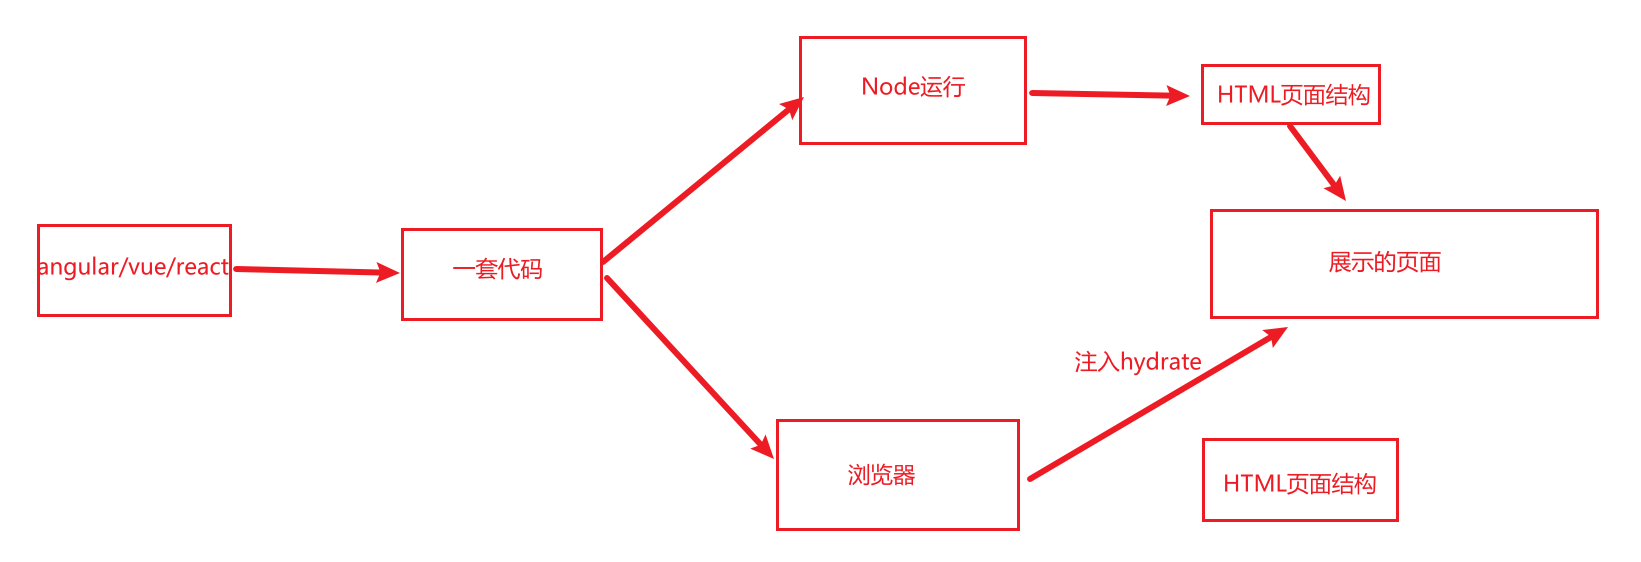 angular/vue/react
一套代码
Node运行
HTML页面结构
展示的页面
注入hydrate
浏览器
HTML页面结构